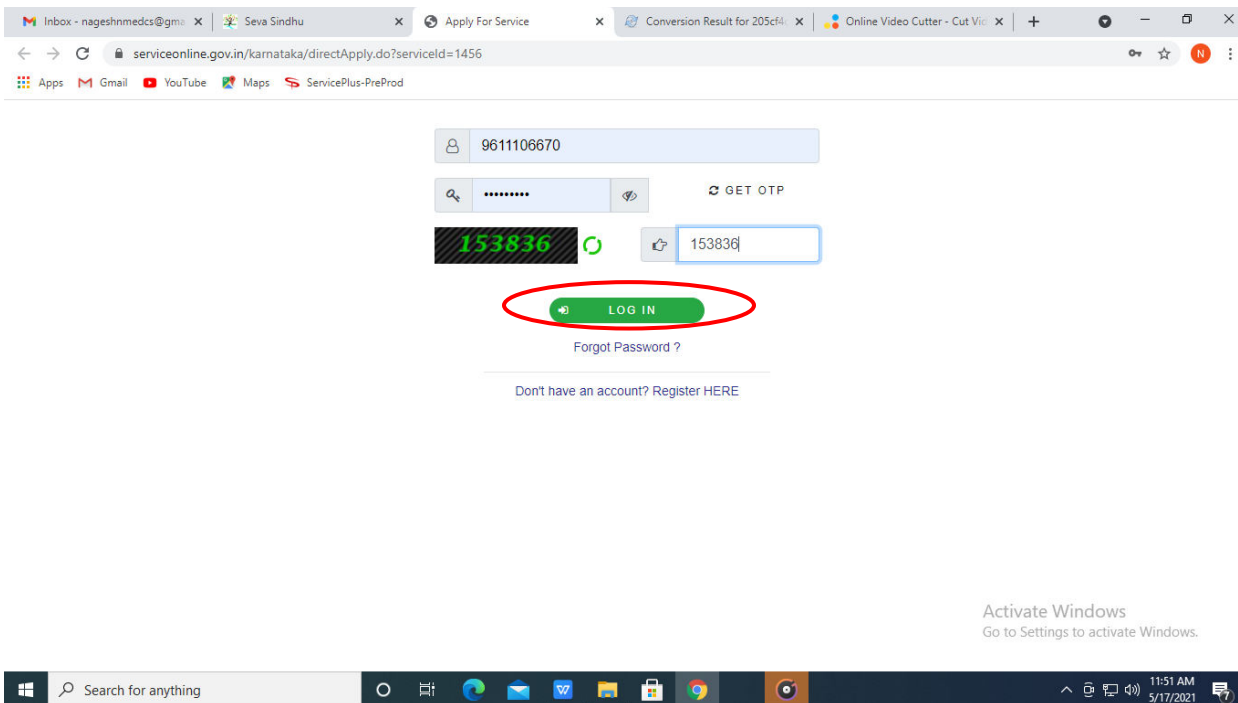 Inbox - nageshnmedcs@gma
Seva Sindhu
Apply For Service
Conversion Result for 205cf4
Online Video Cutter - Cut Vic
serviceonline.gov.in/karnataka/directApply.do?serviceId=1456
N
Apps
Gmail
YouTube
Maps
ServicePlus-PreProd
9611106670
•••••••••
GET OTP
153836
153836
LOG IN
Forgot Password ?
Don't have an account? Register HERE
Activate Windows
Go to Settings to activate Windows.
Search for anything
W
11:51 AM
5/17/2021
7